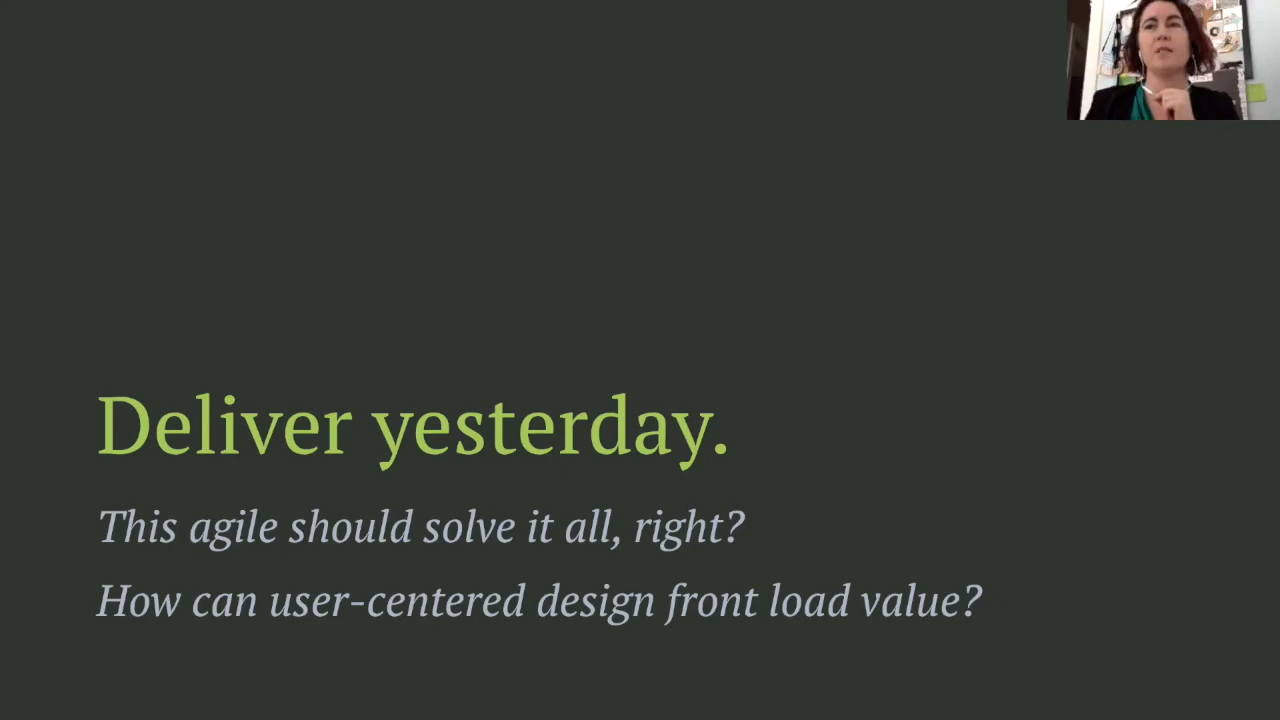 Deliver yesterday.
This agile should solve it all, right?
How can user-centered design front load value?